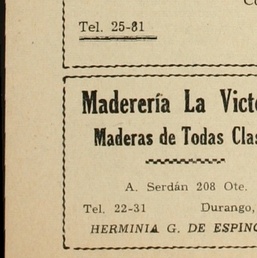 Tel. 25-81
Maderería La Vict
Maderas de Todas Clas
A. Serdán 208 Ote.
Tel. 22-31 Durango,
HERMINIA G. DE ESPINO